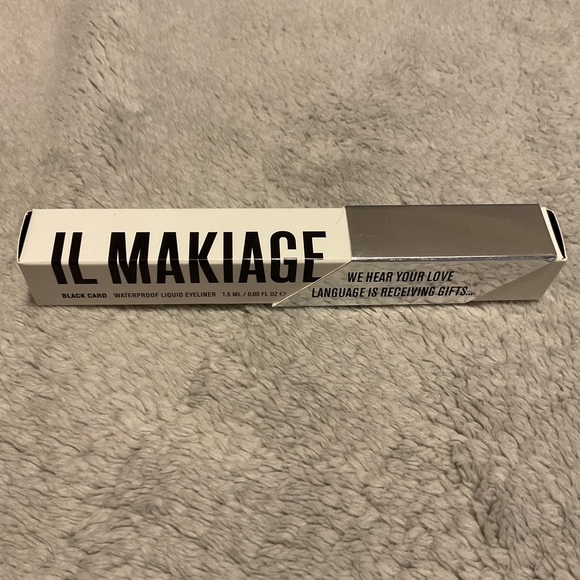 IL MAKIAGE
BLACK CARD WATERPROOF LIQUID EYELINER 1.5 ML / 0.05 FL OZ ℮
WE HEAR YOUR LOVE
LANGUAGE IS RECEIVING GIFTS...